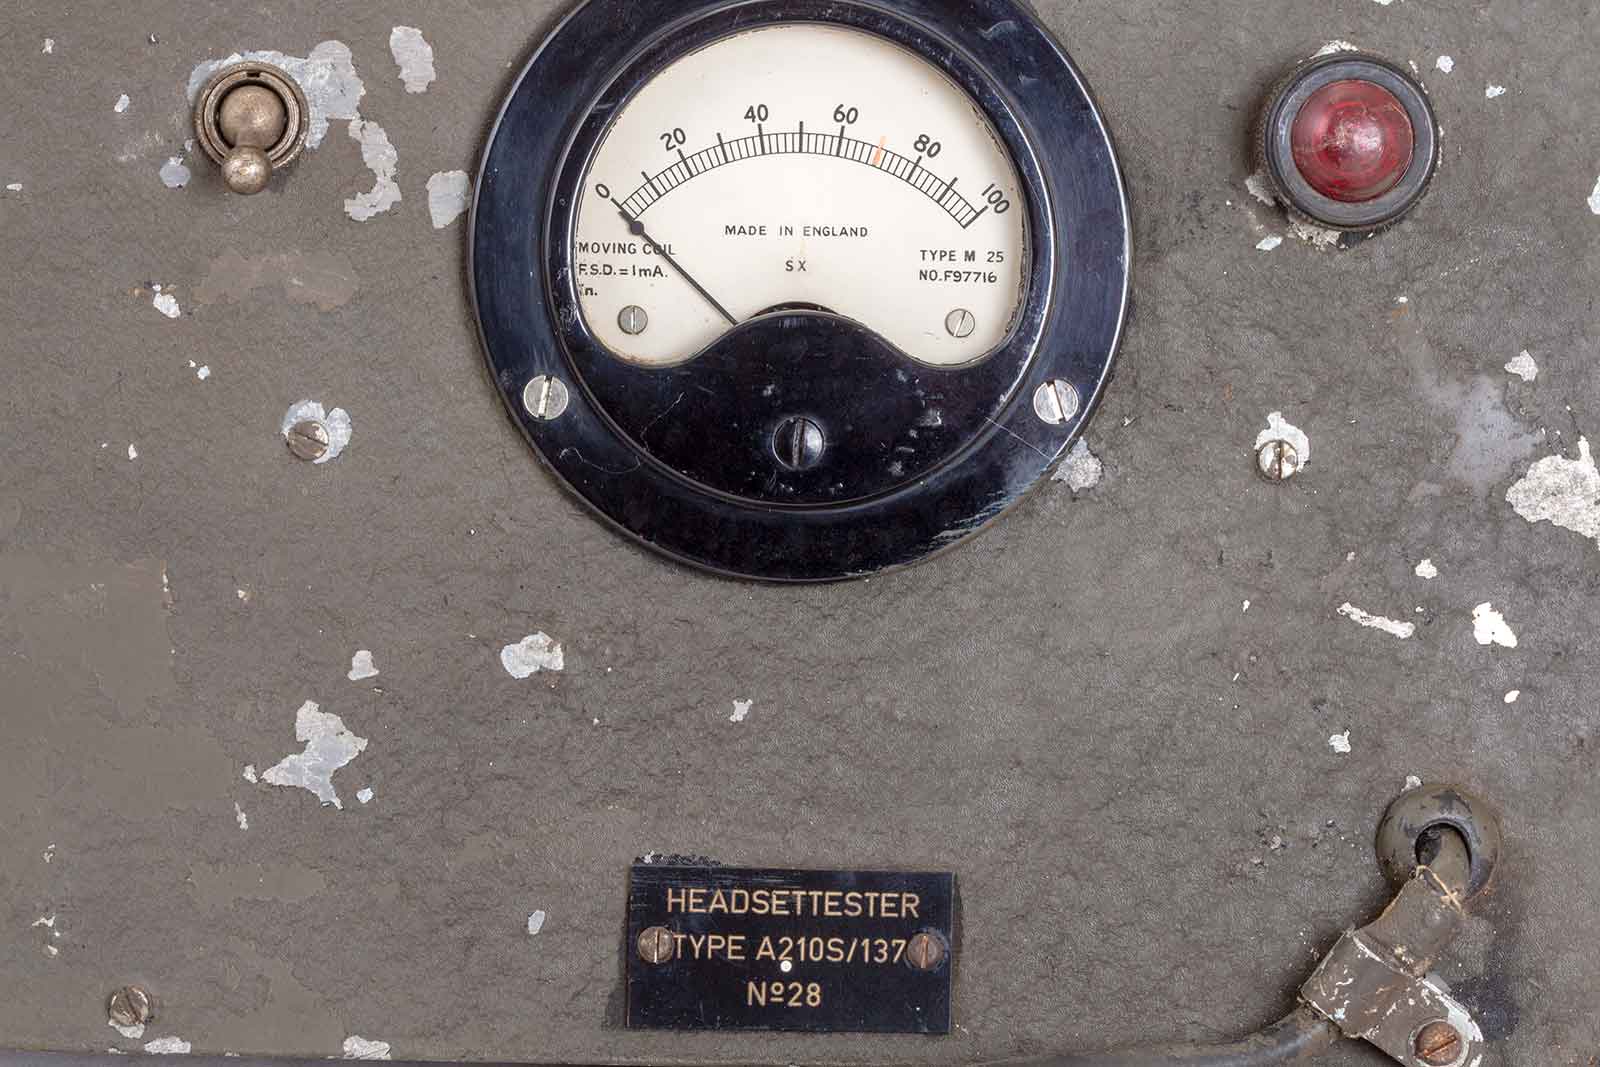 0 20 40 60 80 100
MADE IN ENGLAND
SX
MOVING COIL
F.S.D. = 1mA.
TYPE M 25
NO. F97716
HEADSETTESTER
TYPE A210S/137
Nº28